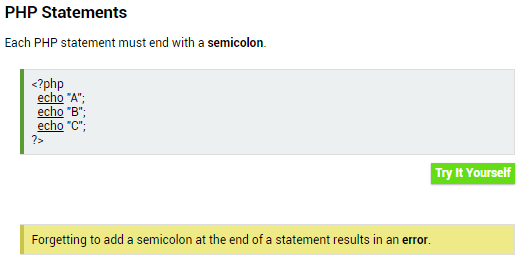 PHP Statements
Each PHP statement must end with a semicolon.
<?php
echo "A";
echo "B";
echo "C";
?>
Try It Yourself
Forgetting to add a semicolon at the end of a statement results in an error.